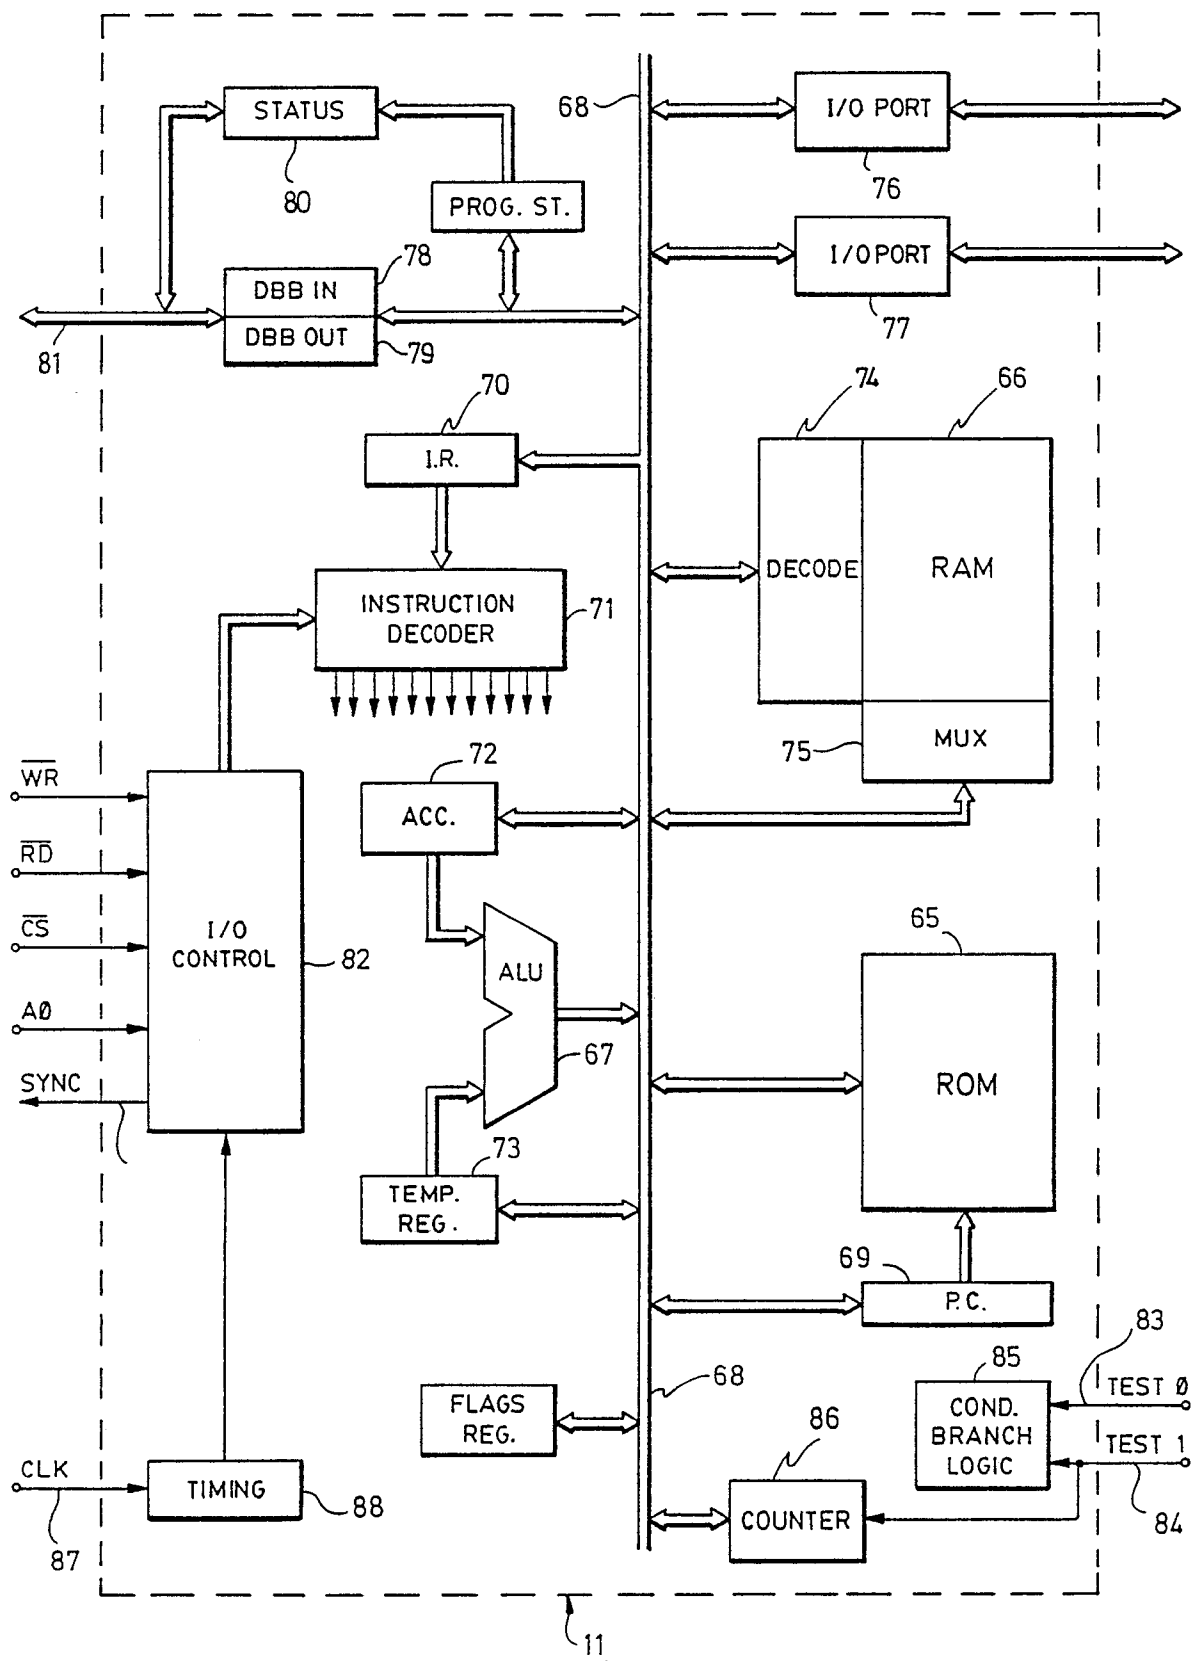 68
STATUS
I/O PORT
80
76
PROG. ST.
78
I/O PORT
DBB IN
DBB OUT
79
77
81
70
74
66
I.R.
DECODE
RAM
INSTRUCTION
DECODER
71
MUX
75
72
W̅R̅
ACC.
R̅D̅
65
C̅S̅
I/O
CONTROL
82
ALU
A0
67
SYNC
ROM
73
TEMP.
REG.
69
P.C.
83
85
68
TEST 0
FLAGS
REG.
COND.
BRANCH
LOGIC
TEST 1
86
CLK
TIMING
88
COUNTER
84
87
11